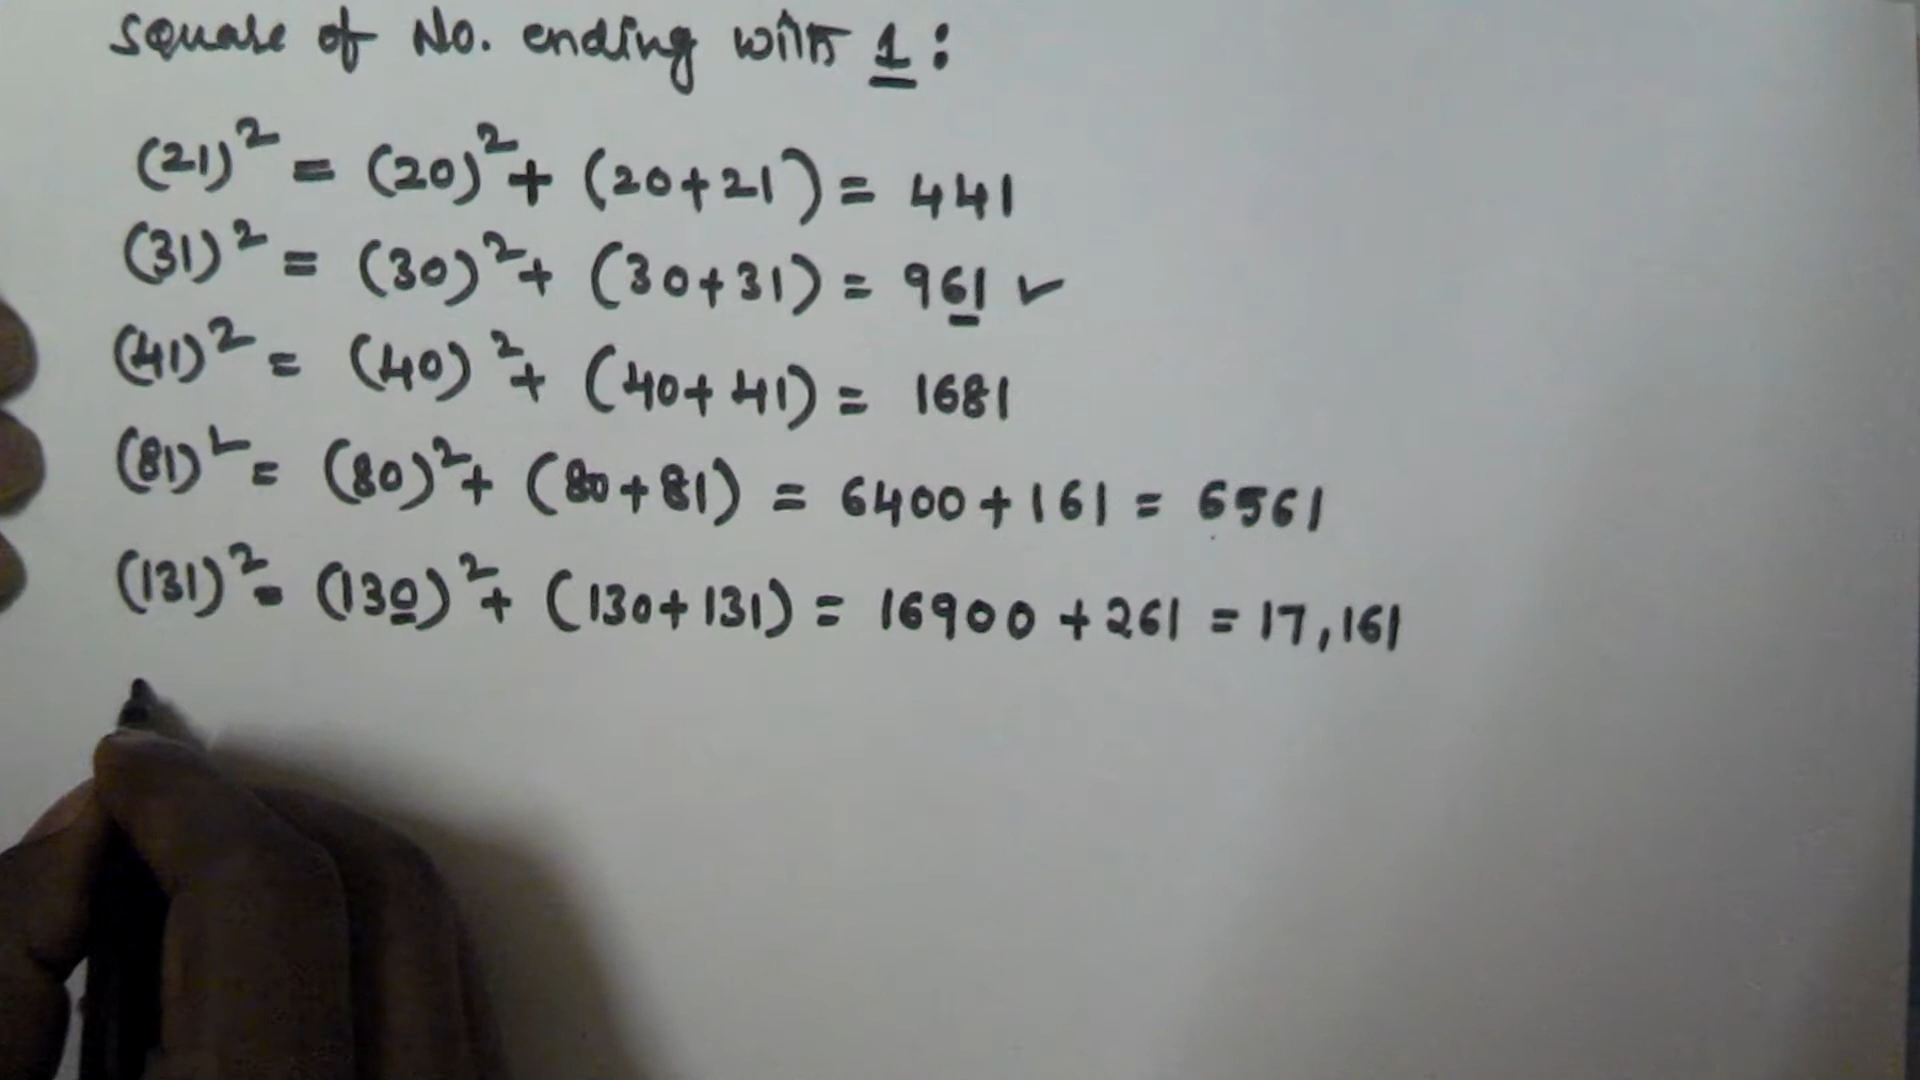 square of No. ending with 1:
(21)² = (20)² + (20+21) = 441
(31)² = (30)² + (30+31) = 961 ✓
(41)² = (40)² + (40+41) = 1681
(81)² = (80)² + (80+81) = 6400+161 = 6561
(131)² = (130)² + (130+131) = 16900 + 261 = 17,161